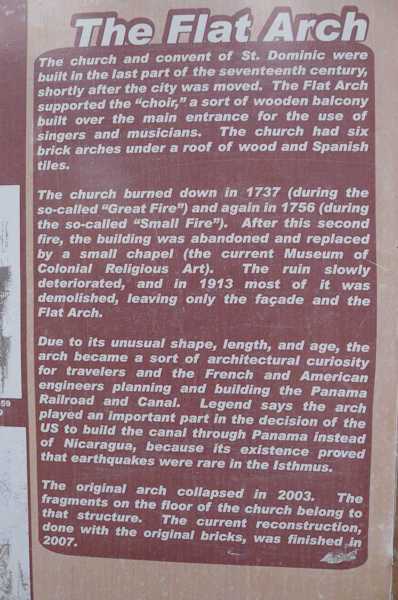 The Flat Arch
The church and convent of St. Dominic were
built in the last part of the seventeenth century,
shortly after the city was moved. The Flat Arch
supported the "choir," a sort of wooden balcony
built over the main entrance for the use of
singers and musicians. The church had six
brick arches under a roof of wood and Spanish
tiles.
The church burned down in 1737 (during the
so-called "Great Fire") and again in 1756 (during
the so-called "Small Fire"). After this second
fire, the building was abandoned and replaced
by a small chapel (the current Museum of
Colonial Religious Art). The ruin slowly
deteriorated, and in 1913 most of it was
demolished, leaving only the façade and the
Flat Arch.
Due to its unusual shape, length, and age, the
arch became a sort of architectural curiosity
for travelers and the French and American
engineers planning and building the Panama
Railroad and Canal. Legend says the arch
played an important part in the decision of the
US to build the canal through Panama instead
of Nicaragua, because its existence proved
that earthquakes were rare in the Isthmus.
The original arch collapsed in 2003. The
fragments on the floor of the church belong to
that structure. The current reconstruction,
done with the original bricks, was finished in
2007.